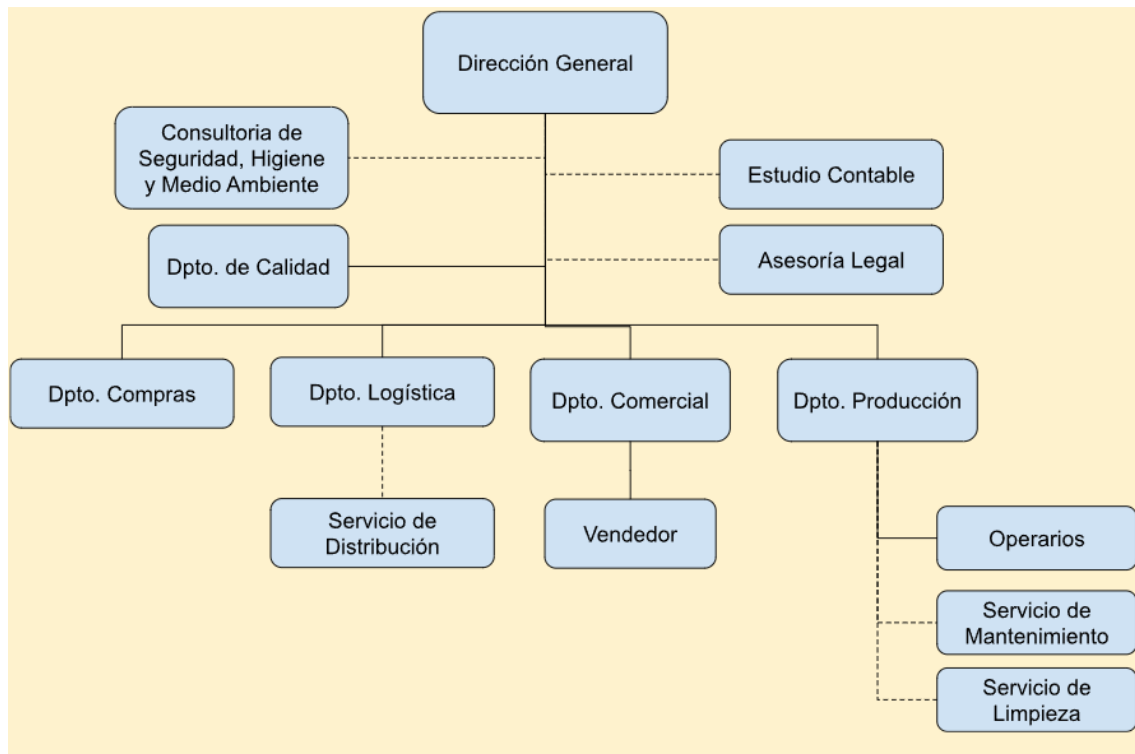 Dirección General
Consultoria de
Seguridad, Higiene
y Medio Ambiente
Estudio Contable
Dpto. de Calidad
Asesoría Legal
Dpto. Compras
Dpto. Logística
Dpto. Comercial
Dpto. Producción
Servicio de
Distribución
Vendedor
Operarios
Servicio de
Mantenimiento
Servicio de
Limpieza